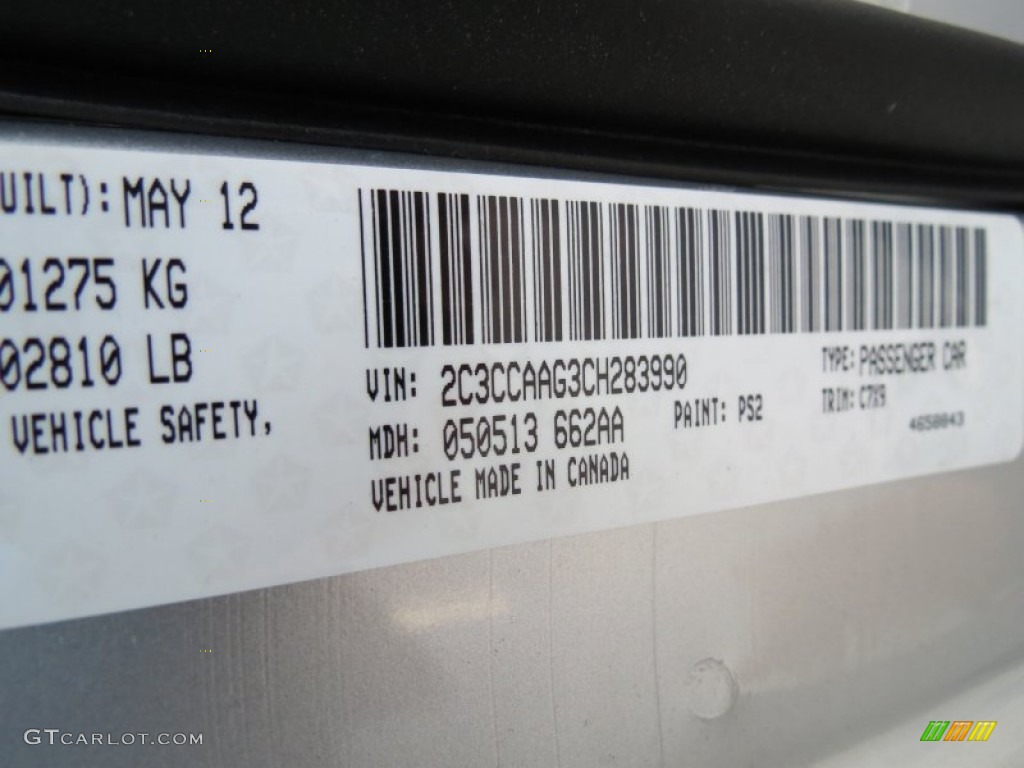 UILT): MAY 12
01275 KG
02810 LB
VEHICLE SAFETY,
VIN: 2C3CCAAG3CH283990
TYPE: PASSENGER CAR
MDH: 050513 662AA
PAINT: PS2
TRIM: C7X9
4650043
VEHICLE MADE IN CANADA
GTCARLOT.COM